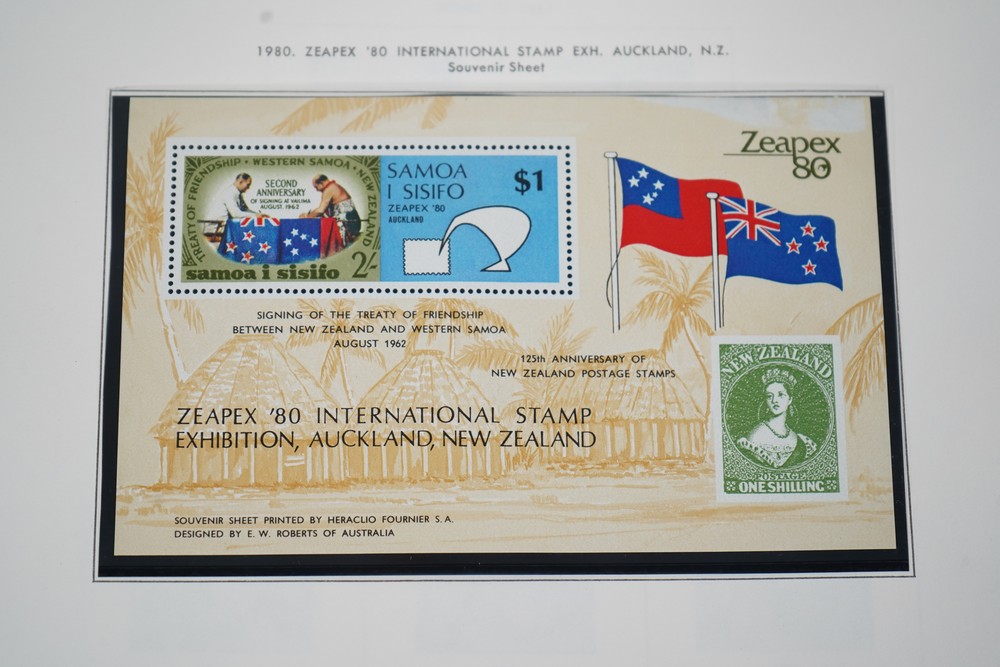 1980. ZEAPEX '80 INTERNATIONAL STAMP EXH. AUCKLAND, N.Z.
Souvenir Sheet
Zeapex
80
TREATY OF FRIENDSHIP · WESTERN SAMOA · NEW ZEALAND
SECOND
ANNIVERSARY
OF SIGNING AT VAILIMA
AUGUST 1962
samoa i sisifo 2/-
SAMOA
I SISIFO
$1
ZEAPEX '80
AUCKLAND
SIGNING OF THE TREATY OF FRIENDSHIP
BETWEEN NEW ZEALAND AND WESTERN SAMOA
AUGUST 1962
125th ANNIVERSARY OF
NEW ZEALAND POSTAGE STAMPS
NEW ZEALAND
POSTAGE
ONE SHILLING
ZEAPEX '80 INTERNATIONAL STAMP
EXHIBITION, AUCKLAND, NEW ZEALAND
SOUVENIR SHEET PRINTED BY HERACLIO FOURNIER S.A.
DESIGNED BY E. W. ROBERTS OF AUSTRALIA